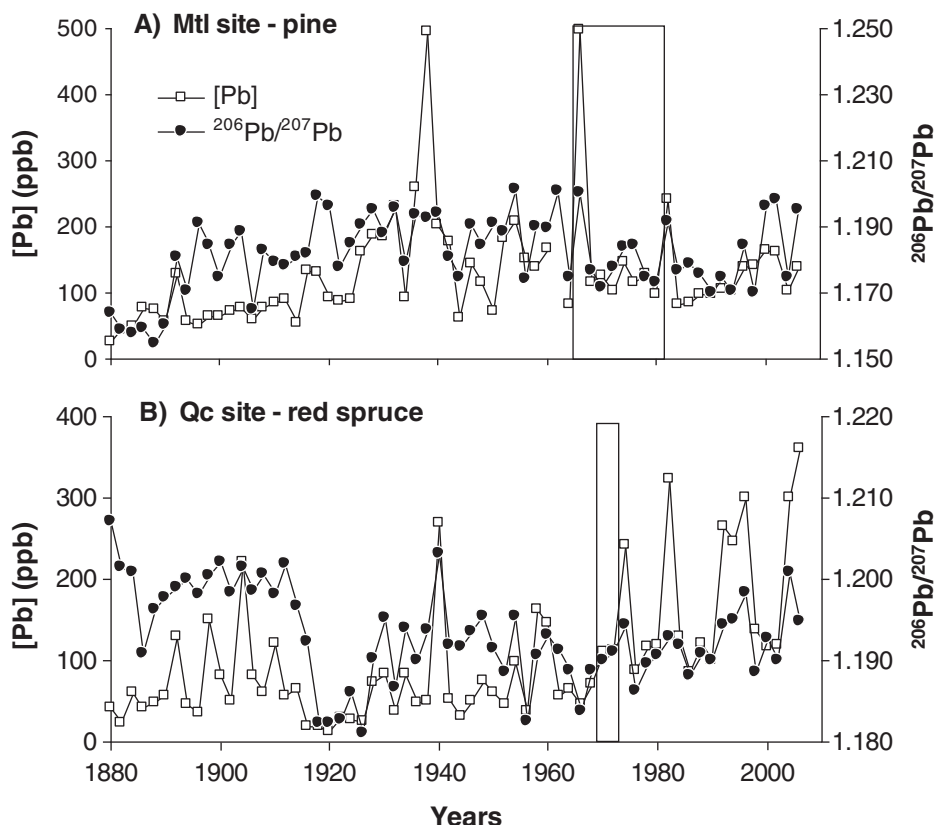 A) Mtl site - pine
500
400
300
200
100
0
[Pb] (ppb)
[Pb]
206Pb/207Pb
1.250
1.230
1.210
1.190
1.170
1.150
206Pb/207Pb
B) Qc site - red spruce
400
300
200
100
0
[Pb] (ppb)
1.220
1.210
1.200
1.190
1.180
206Pb/207Pb
1880 1900 1920 1940 1960 1980 2000
Years